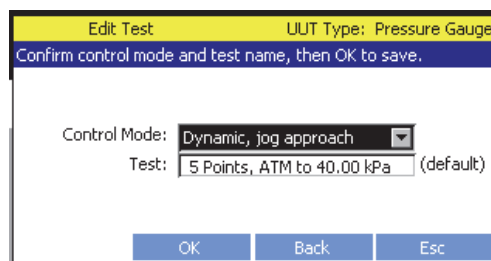 Edit Test UUT Type: Pressure Gauge
Confirm control mode and test name, then OK to save.
Control Mode: Dynamic, jog approach
Test: 5 Points, ATM to 40.00 kPa (default)
OK Back Esc